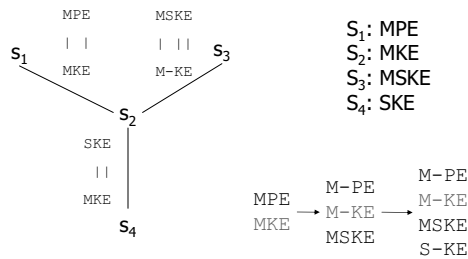 MPE
| |
MKE
MSKE
| ||
M-KE
S1
S3
S2
SKE
||
MKE
S4
S1: MPE
S2: MKE
S3: MSKE
S4: SKE
MPE
MKE
M-PE
M-KE
MSKE
M-PE
M-KE
MSKE
S-KE